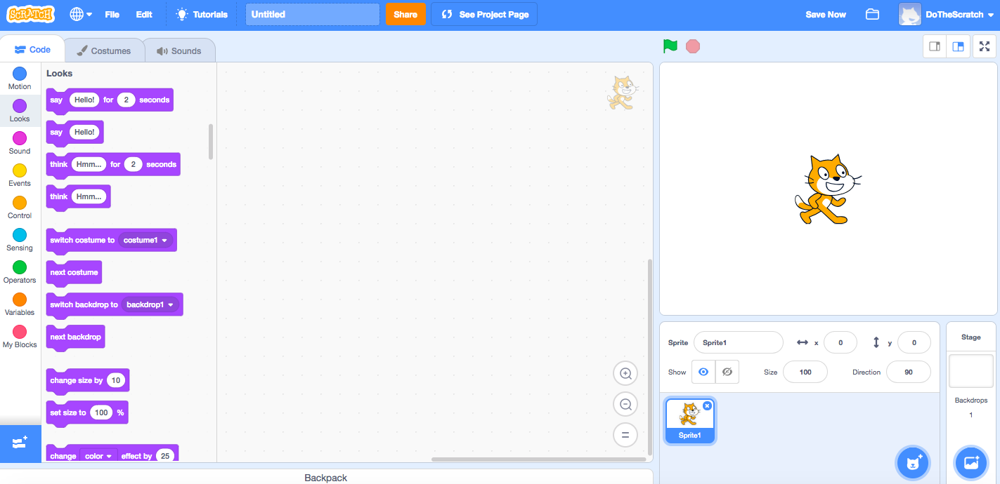 SCRATCH File Edit Tutorials Untitled Share See Project Page Save Now DoTheScratch
Code Costumes Sounds
Motion
Looks
Sound
Events
Control
Sensing
Operators
Variables
My Blocks
Looks
say Hello! for 2 seconds
say Hello!
think Hmm... for 2 seconds
think Hmm...
switch costume to costume1
next costume
switch backdrop to backdrop1
next backdrop
change size by 10
set size to 100 %
change color effect by 25
Backpack
Sprite Sprite1 x 0 y 0
Show Size 100 Direction 90
Sprite1
Stage
Backdrops
1